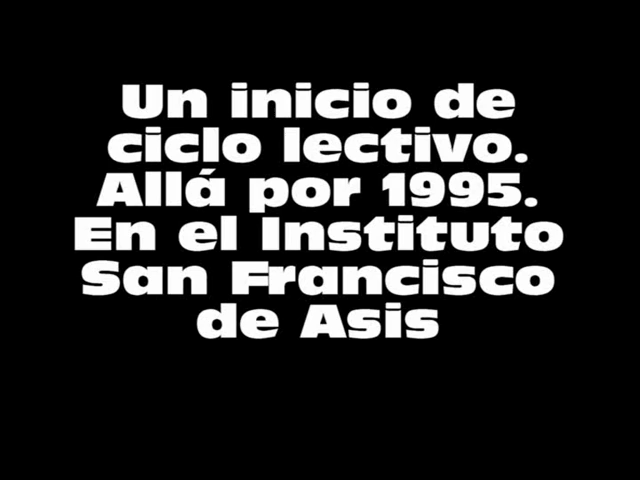 Un inicio de
ciclo lectivo.
Allá por 1995.
En el Instituto
San Francisco
de Asis